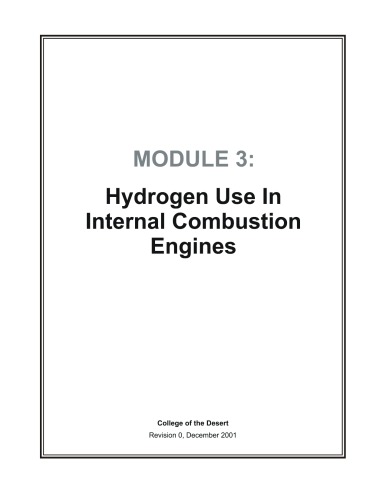 MODULE 3:
Hydrogen Use In
Internal Combustion
Engines
College of the Desert
Revision 0, December 2001